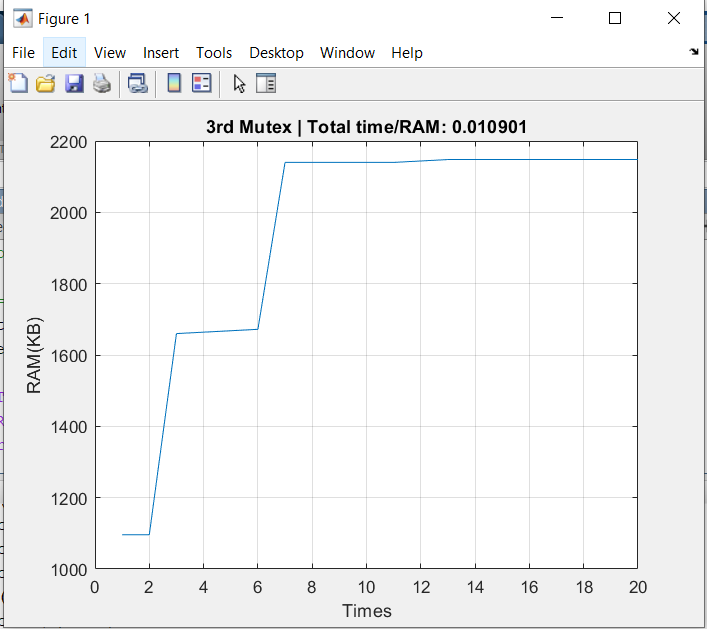 Figure 1
File Edit View Insert Tools Desktop Window Help
3rd Mutex | Total time/RAM: 0.010901
2200
2000
1800
1600
1400
1200
1000
RAM(KB)
0 2 4 6 8 10 12 14 16 18 20
Times